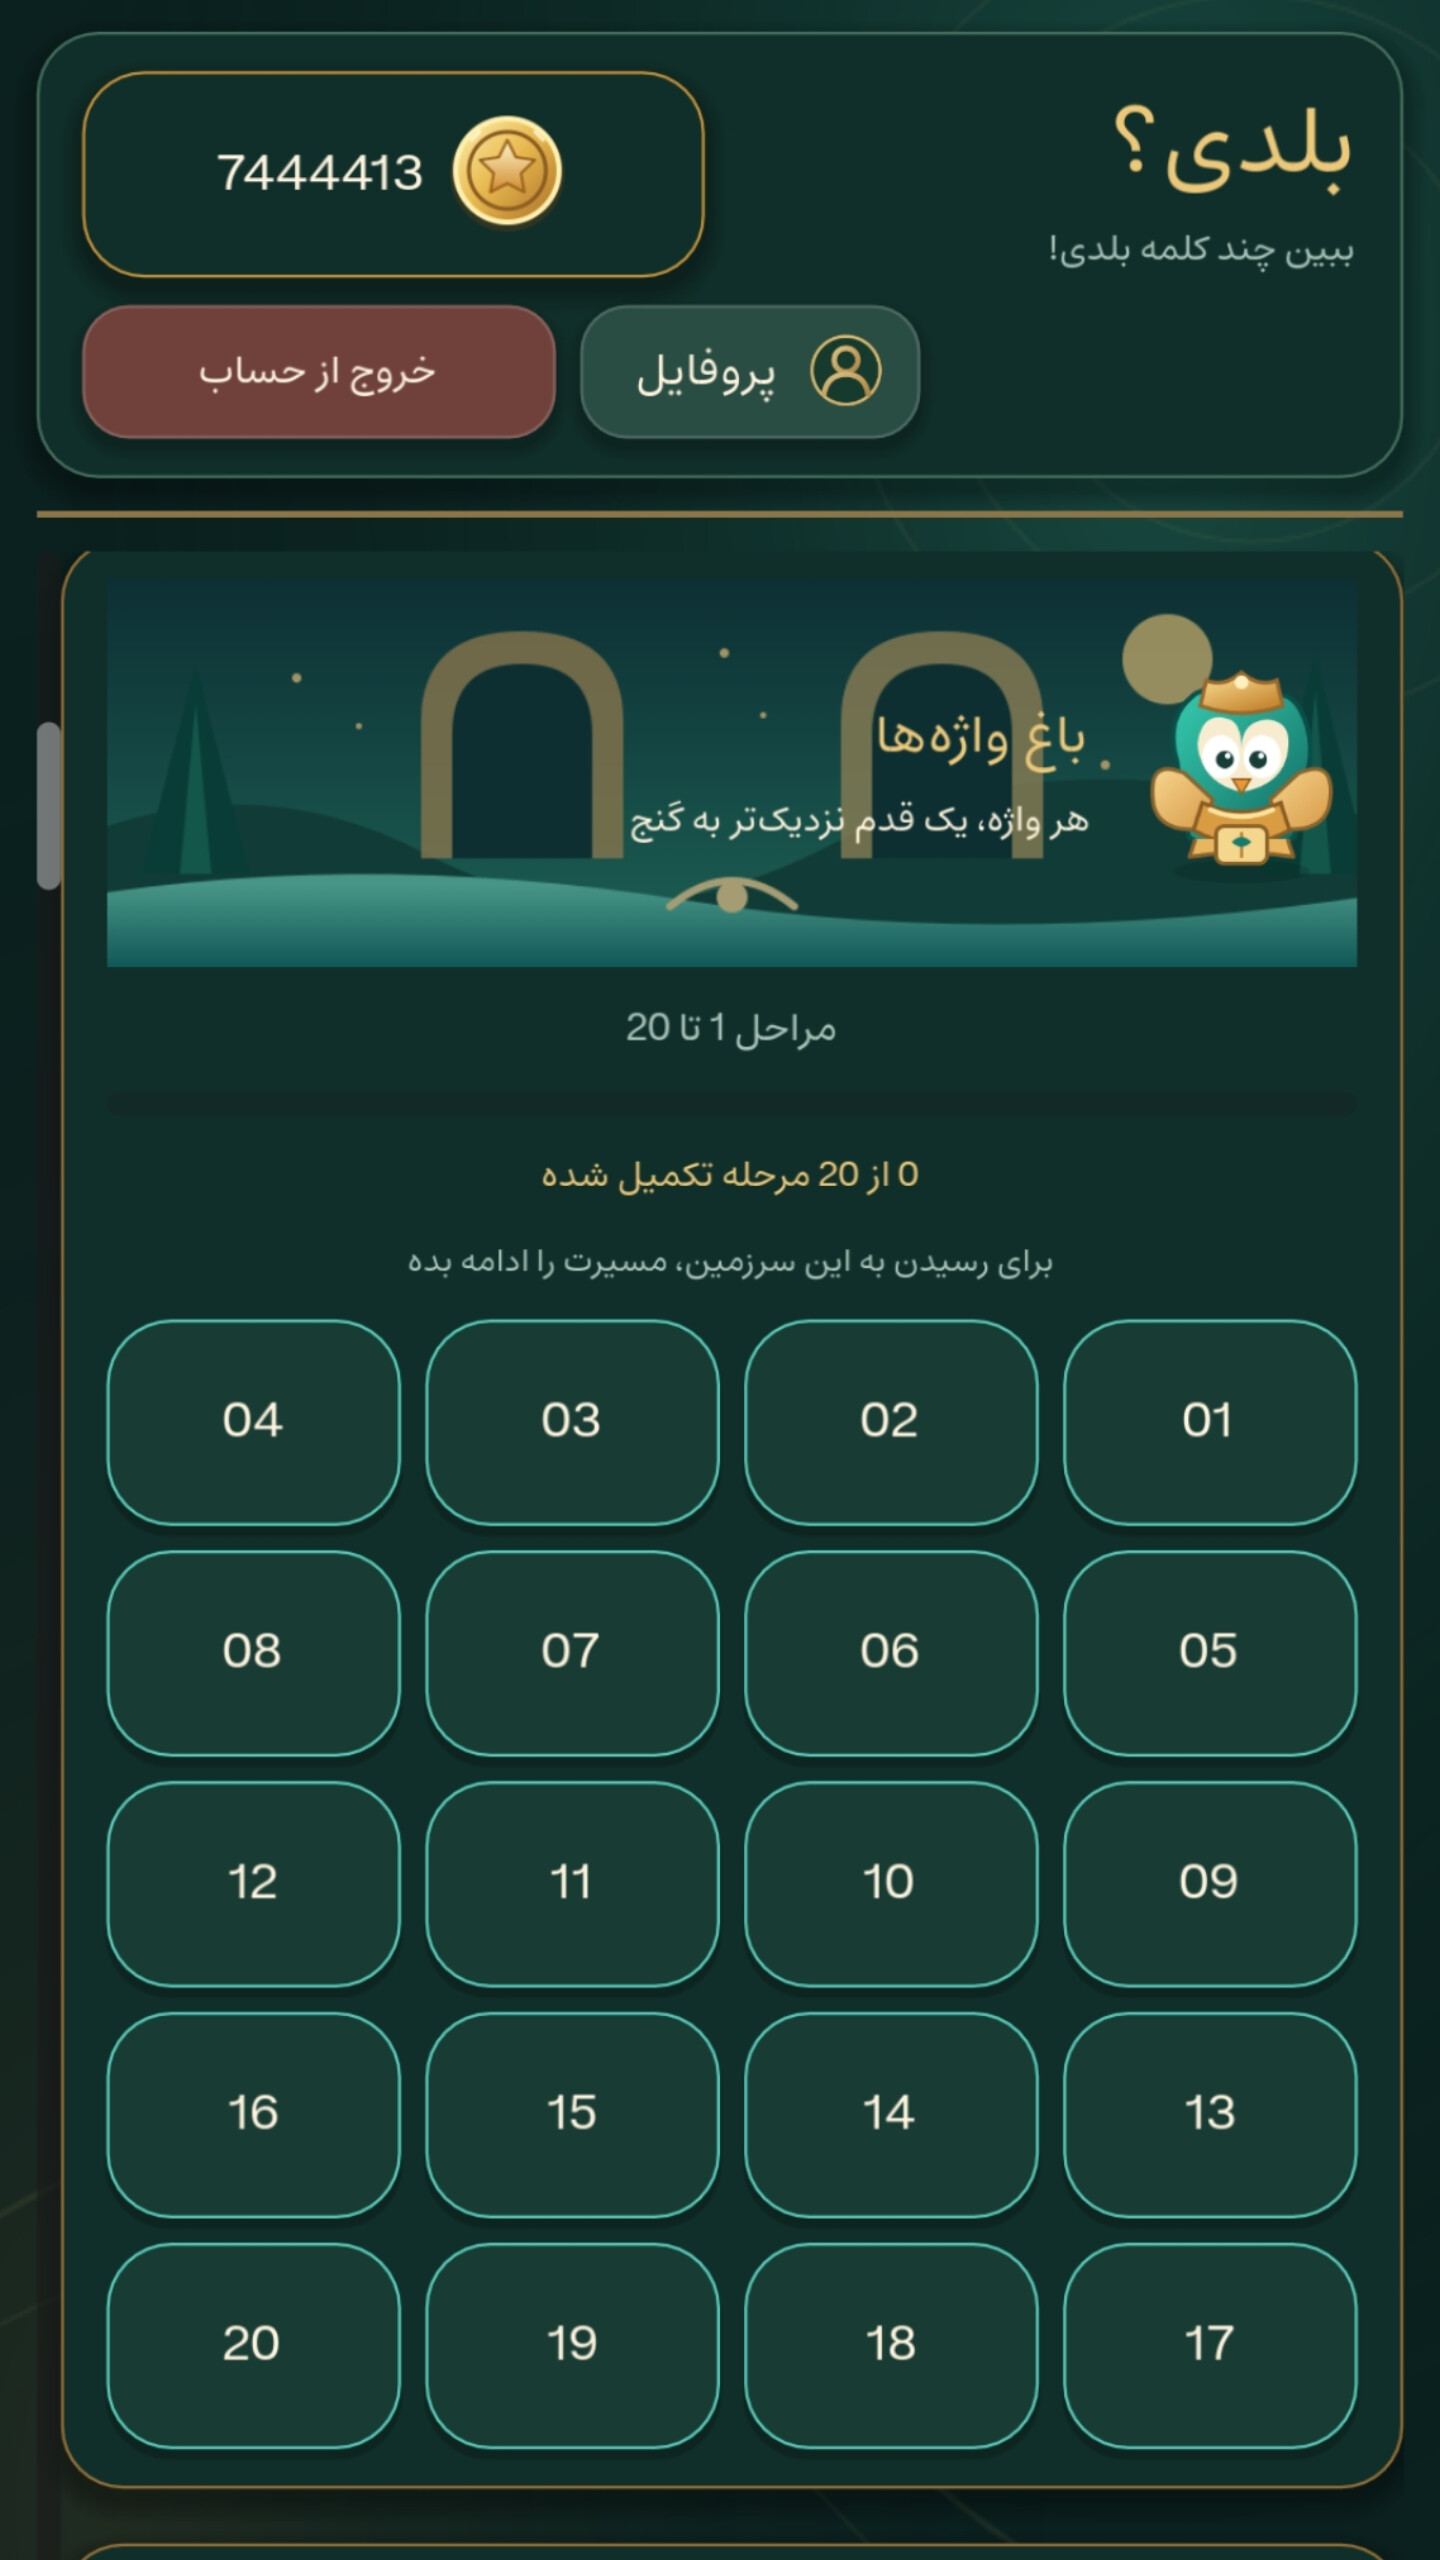 بلدی؟
7444413
ببین چند کلمه بلدی!
پروفایل
خروج از حساب
باغ واژه‌ها
هر واژه، یک قدم نزدیک‌تر به گنج
مراحل 1 تا 20
0 از 20 مرحله تکمیل شده
برای رسیدن به این سرزمین، مسیرت را ادامه بده
01 02 03 04
05 06 07 08
09 10 11 12
13 14 15 16
17 18 19 20